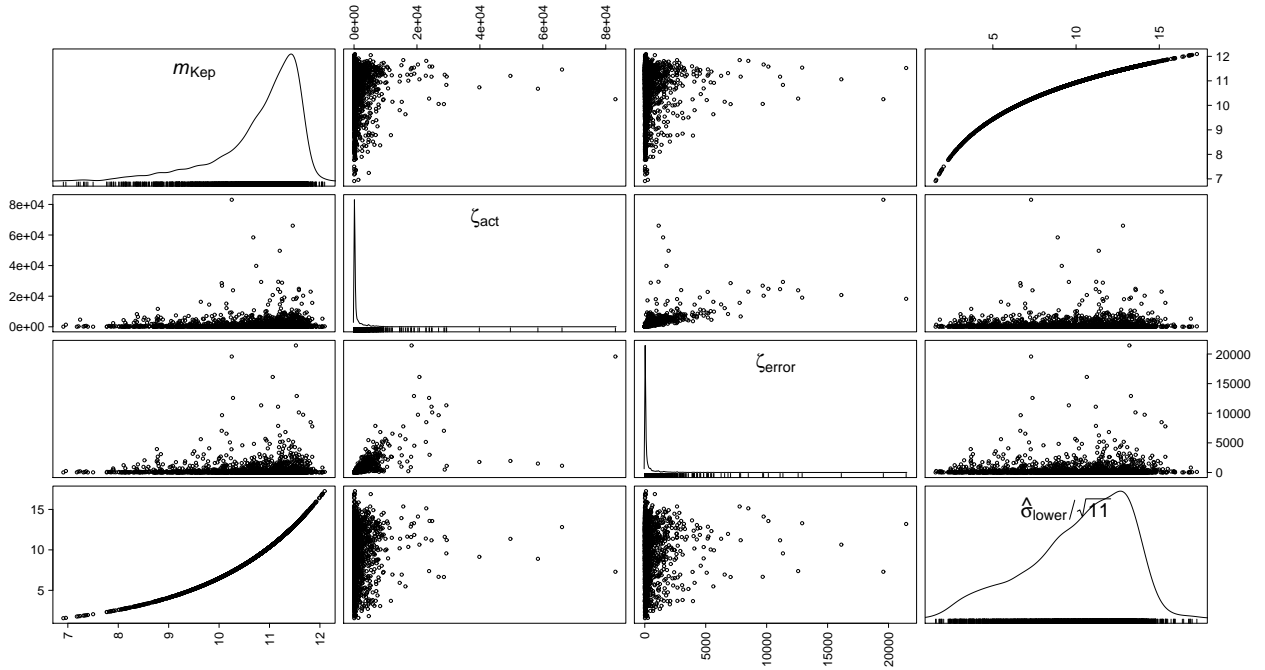 0e+00 2e+04 4e+04 6e+04 8e+04
5 10 15
m_Kep
12
11
10
9
8
7
ζ_act
8e+04
6e+04
4e+04
2e+04
0e+00
ζ_error
20000
15000
10000
5000
0
σ̂_lower/√11
15
10
5
7 8 9 10 11 12
0 5000 10000 15000 20000